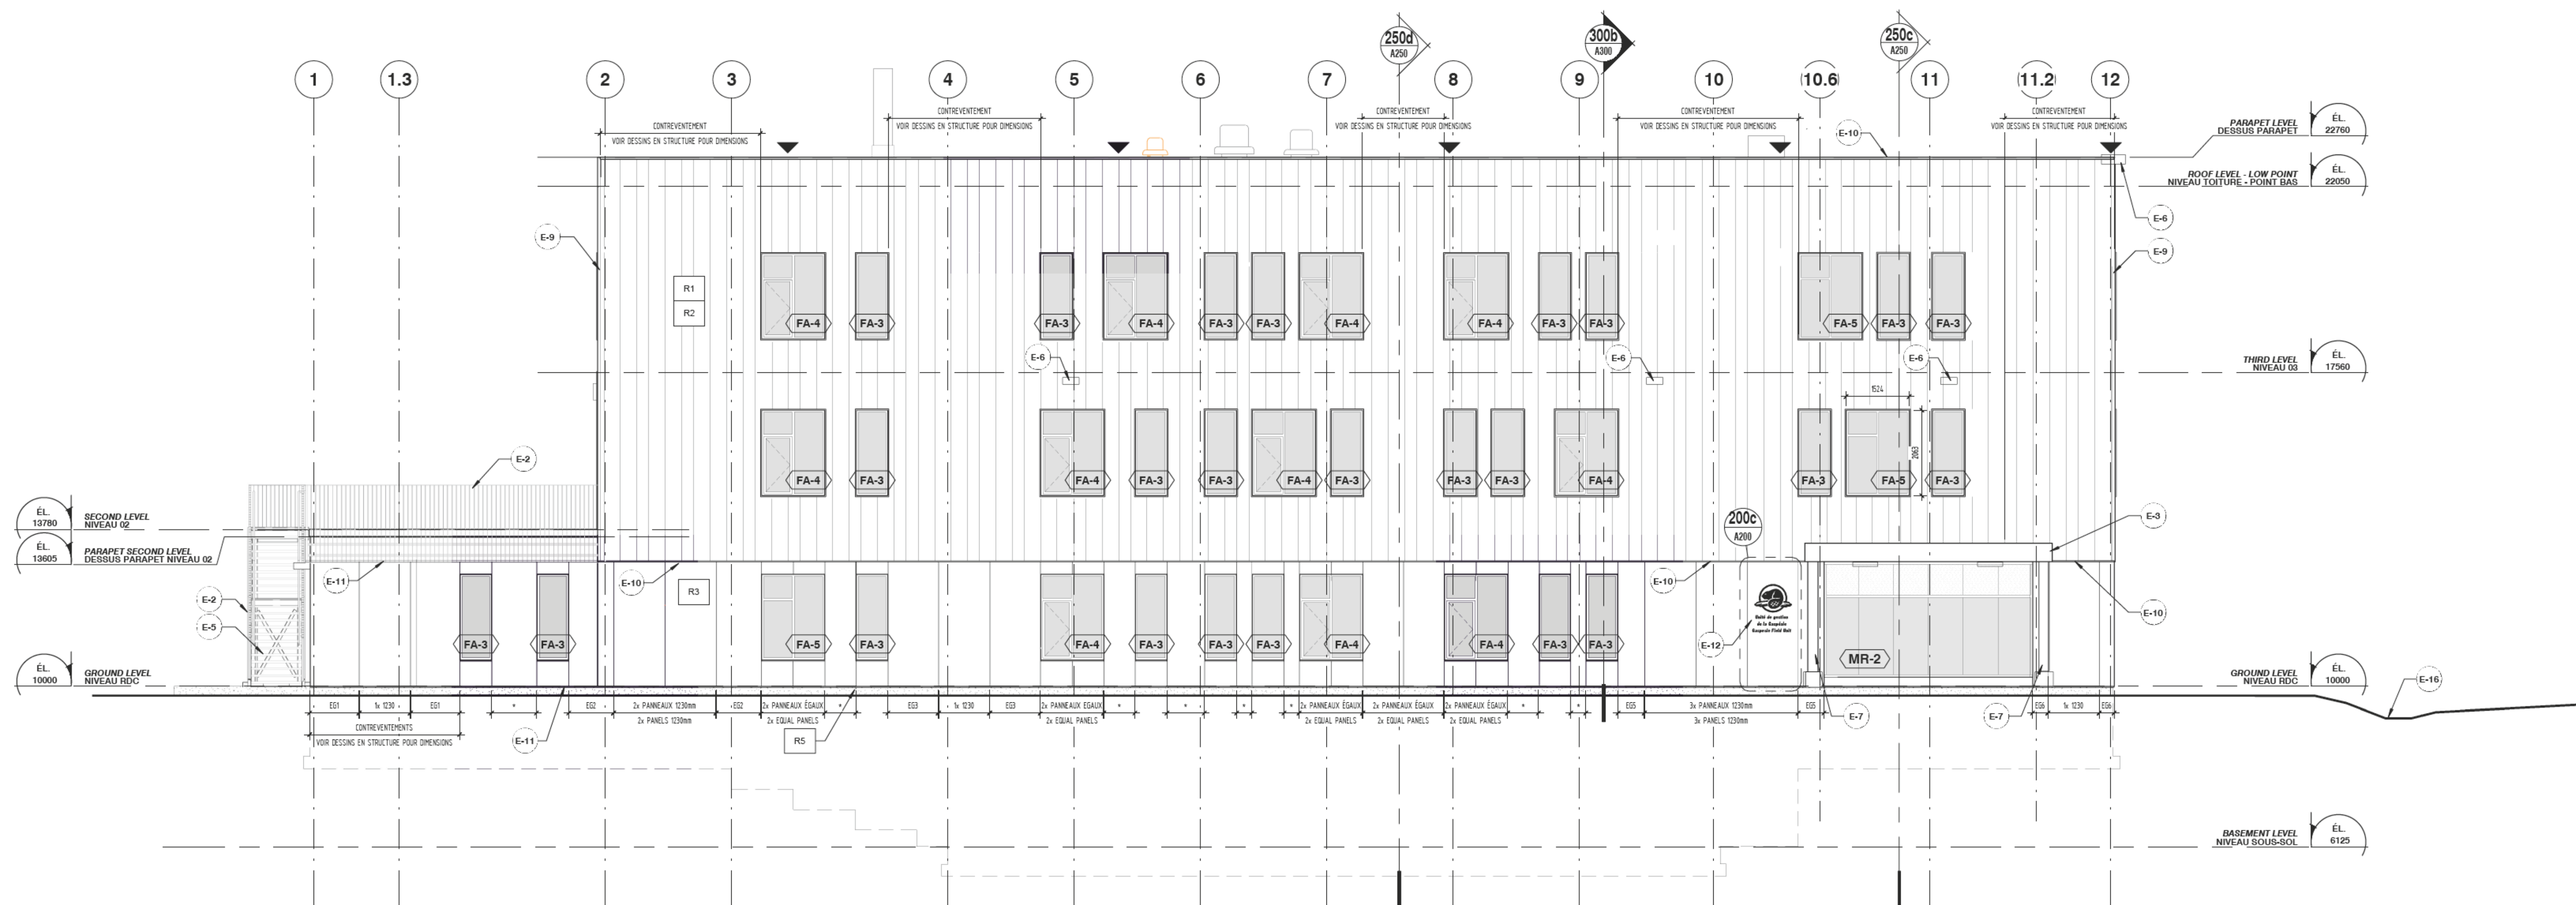 250d
A250
300b
A300
250c
A250
1
1.3
2
3
4
5
6
7
8
9
10
10.6
11
11.2
12
CONTREVENTEMENT
VOIR DESSINS EN STRUCTURE POUR DIMENSIONS
CONTREVENTEMENT
VOIR DESSINS EN STRUCTURE POUR DIMENSIONS
CONTREVENTEMENT
VOIR DESSINS EN STRUCTURE POUR DIMENSIONS
CONTREVENTEMENT
VOIR DESSINS EN STRUCTURE POUR DIMENSIONS
CONTREVENTEMENT
VOIR DESSINS EN STRUCTURE POUR DIMENSIONS
E-10
PARAPET LEVEL
DESSUS PARAPET
ÉL.
22760
ROOF LEVEL - LOW POINT
NIVEAU TOITURE - POINT BAS
ÉL.
22050
E-6
E-9
E-9
R1
R2
FA-4
FA-3
FA-3
FA-4
FA-3
FA-3
FA-4
FA-4
FA-3
FA-3
FA-5
FA-3
FA-3
E-6
E-6
E-6
THIRD LEVEL
NIVEAU 03
ÉL.
17560
1524
2063
E-2
FA-4
FA-3
FA-4
FA-3
FA-3
FA-4
FA-3
FA-3
FA-3
FA-4
FA-3
FA-5
FA-3
ÉL.
13780
SECOND LEVEL
NIVEAU 02
ÉL.
13605
PARAPET SECOND LEVEL
DESSUS PARAPET NIVEAU 02
200c
A200
E-3
E-11
E-10
R3
E-10
E-2
E-5
E-10
Unité de gestion
de la Gaspésie
Gaspesie Field Unit
E-12
FA-3
FA-3
FA-5
FA-3
FA-4
FA-3
FA-3
FA-3
FA-4
FA-4
FA-3
FA-3
MR-2
ÉL.
10000
GROUND LEVEL
NIVEAU RDC
GROUND LEVEL
NIVEAU RDC
ÉL.
10000
E-16
EG1
1x 1230
EG1
*
EG2
2x PANNEAUX 1230mm
2x PANELS 1230mm
EG2
2x PANNEAUX ÉGAUX
2x EQUAL PANELS
*
EG3
1x 1230
EG3
2x PANNEAUX ÉGAUX
2x EQUAL PANELS
*
*
*
*
2x PANNEAUX ÉGAUX
2x EQUAL PANELS
2x PANNEAUX ÉGAUX
2x EQUAL PANELS
2x PANNEAUX ÉGAUX
2x EQUAL PANELS
*
*
EG5
3x PANNEAUX 1230mm
3x PANELS 1230mm
EG5
E-7
E-7
EG6
1x 1230
EG6
CONTREVENTEMENTS
VOIR DESSINS EN STRUCTURE POUR DIMENSIONS
E-11
R5
BASEMENT LEVEL
NIVEAU SOUS-SOL
ÉL.
6125